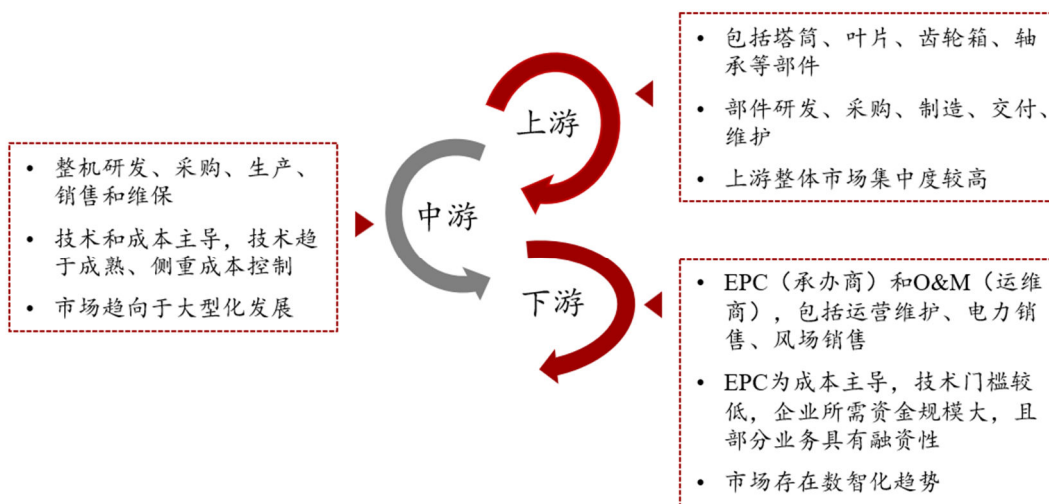 上游
• 包括塔筒、叶片、齿轮箱、轴
承等部件
• 部件研发、采购、制造、交付、
维护
• 上游整体市场集中度较高
中游
• 整机研发、采购、生产、
销售和维保
• 技术和成本主导，技术趋
于成熟、侧重成本控制
• 市场趋向于大型化发展
下游
• EPC（承办商）和O&M（运维
商），包括运营维护、电力销
售、风场销售
• EPC为成本主导，技术门槛较
低，企业所需资金规模大，且
部分业务具有融资性
• 市场存在数智化趋势